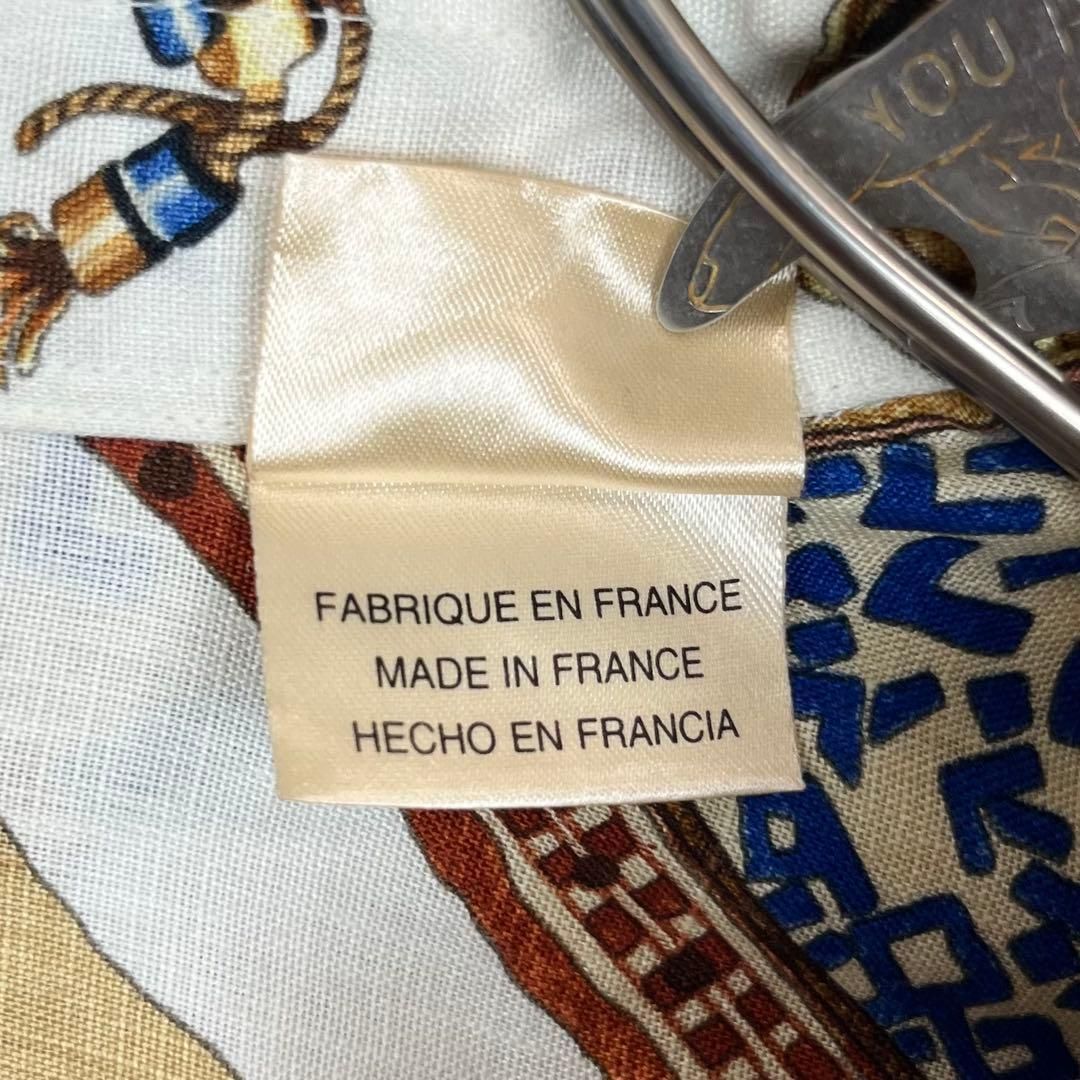 YOU
FABRIQUE EN FRANCE
MADE IN FRANCE
HECHO EN FRANCIA